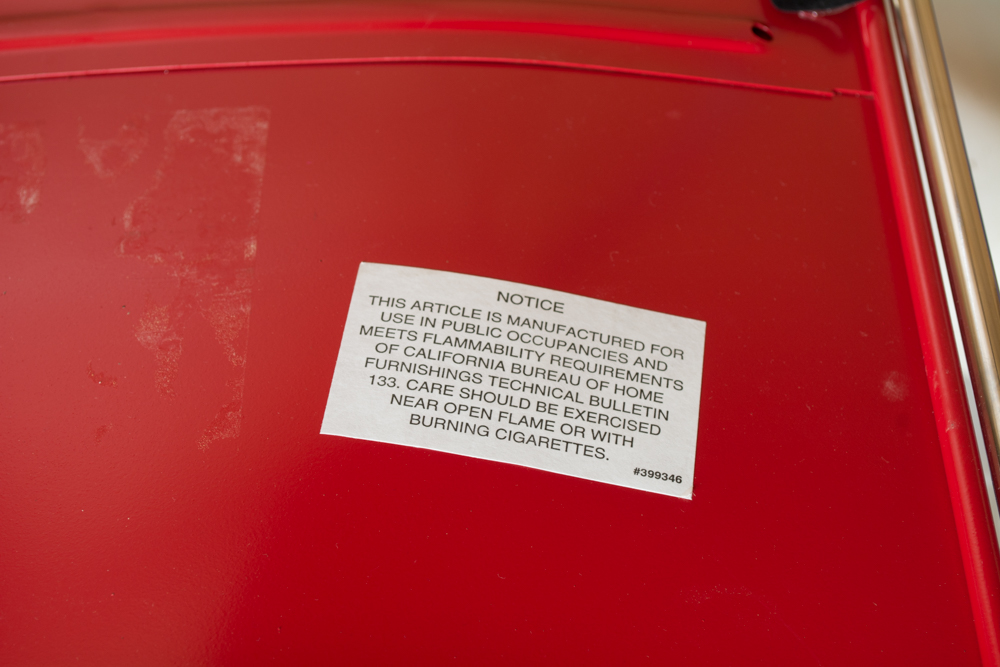 NOTICE
THIS ARTICLE IS MANUFACTURED FOR
USE IN PUBLIC OCCUPANCIES AND
MEETS FLAMMABILITY REQUIREMENTS
OF CALIFORNIA BUREAU OF HOME
FURNISHINGS TECHNICAL BULLETIN
133. CARE SHOULD BE EXERCISED
NEAR OPEN FLAME OR WITH
BURNING CIGARETTES.
#399346